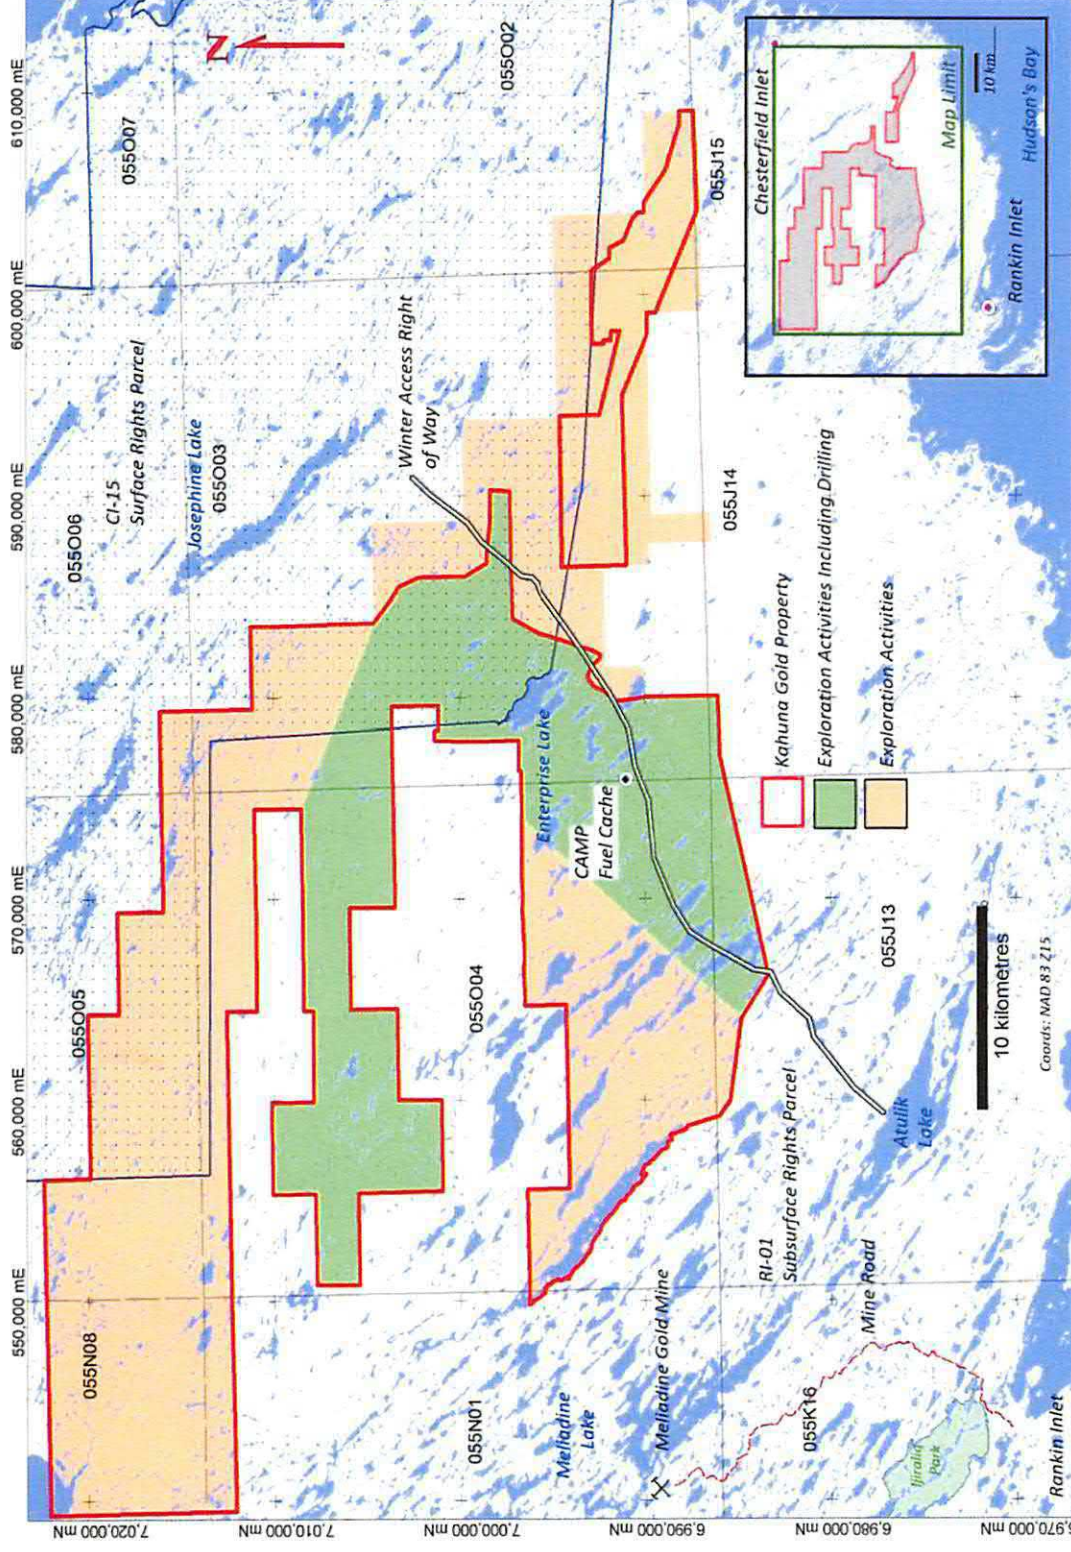 550,000 mE
560,000 mE
570,000 mE
580,000 mE
590,000 mE
600,000 mE
610,000 mE
7,020,000 mN
7,010,000 mN
7,000,000 mN
6,990,000 mN
6,980,000 mN
6,970,000 mN
N
055N08
055O05
055O06
055O07
CI-15
Surface Rights Parcel
Josephine Lake
055O03
055O02
Winter Access Right
of Way
055N01
055O04
Enterprise Lake
Meliadine
Lake
CAMP
Fuel Cache
Meliadine Gold Mine
055J14
055J15
RI-01
Subsurface Rights Parcel
055K16
Mine Road
055J13
Atulik
Lake
Ijiraliq
Park
Rankin Inlet
Kahuna Gold Property
Exploration Activities Including Drilling
Exploration Activities
10 kilometres
Coords: NAD 83 Z15
Chesterfield Inlet
Map Limit
10 km
Rankin Inlet
Hudson's Bay